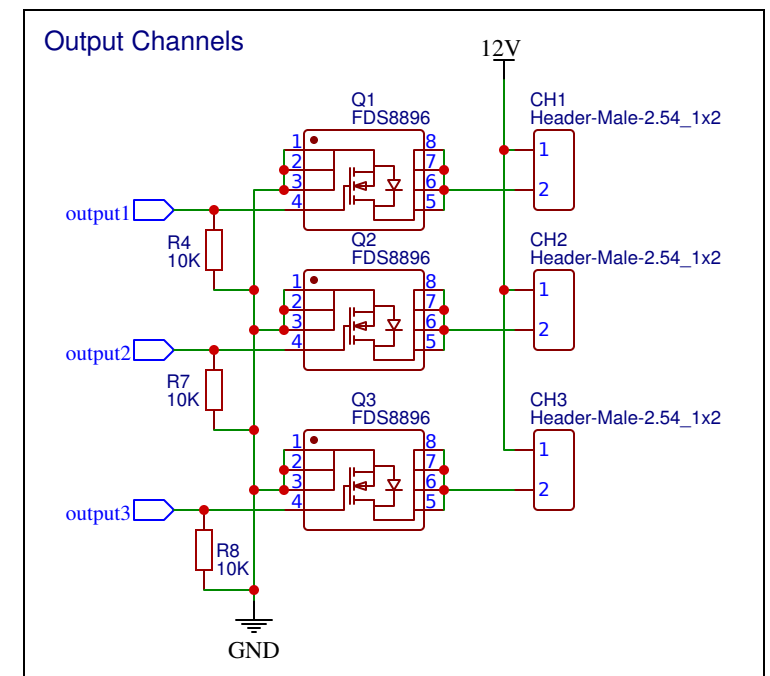 Output Channels
12V
Q1
FDS8896
CH1
Header-Male-2.54_1x2
1
2
3
4
8
7
6
5
1
2
output1
R4
10K
Q2
FDS8896
CH2
Header-Male-2.54_1x2
1
2
3
4
8
7
6
5
1
2
output2
R7
10K
Q3
FDS8896
CH3
Header-Male-2.54_1x2
1
2
3
4
8
7
6
5
1
2
output3
R8
10K
GND